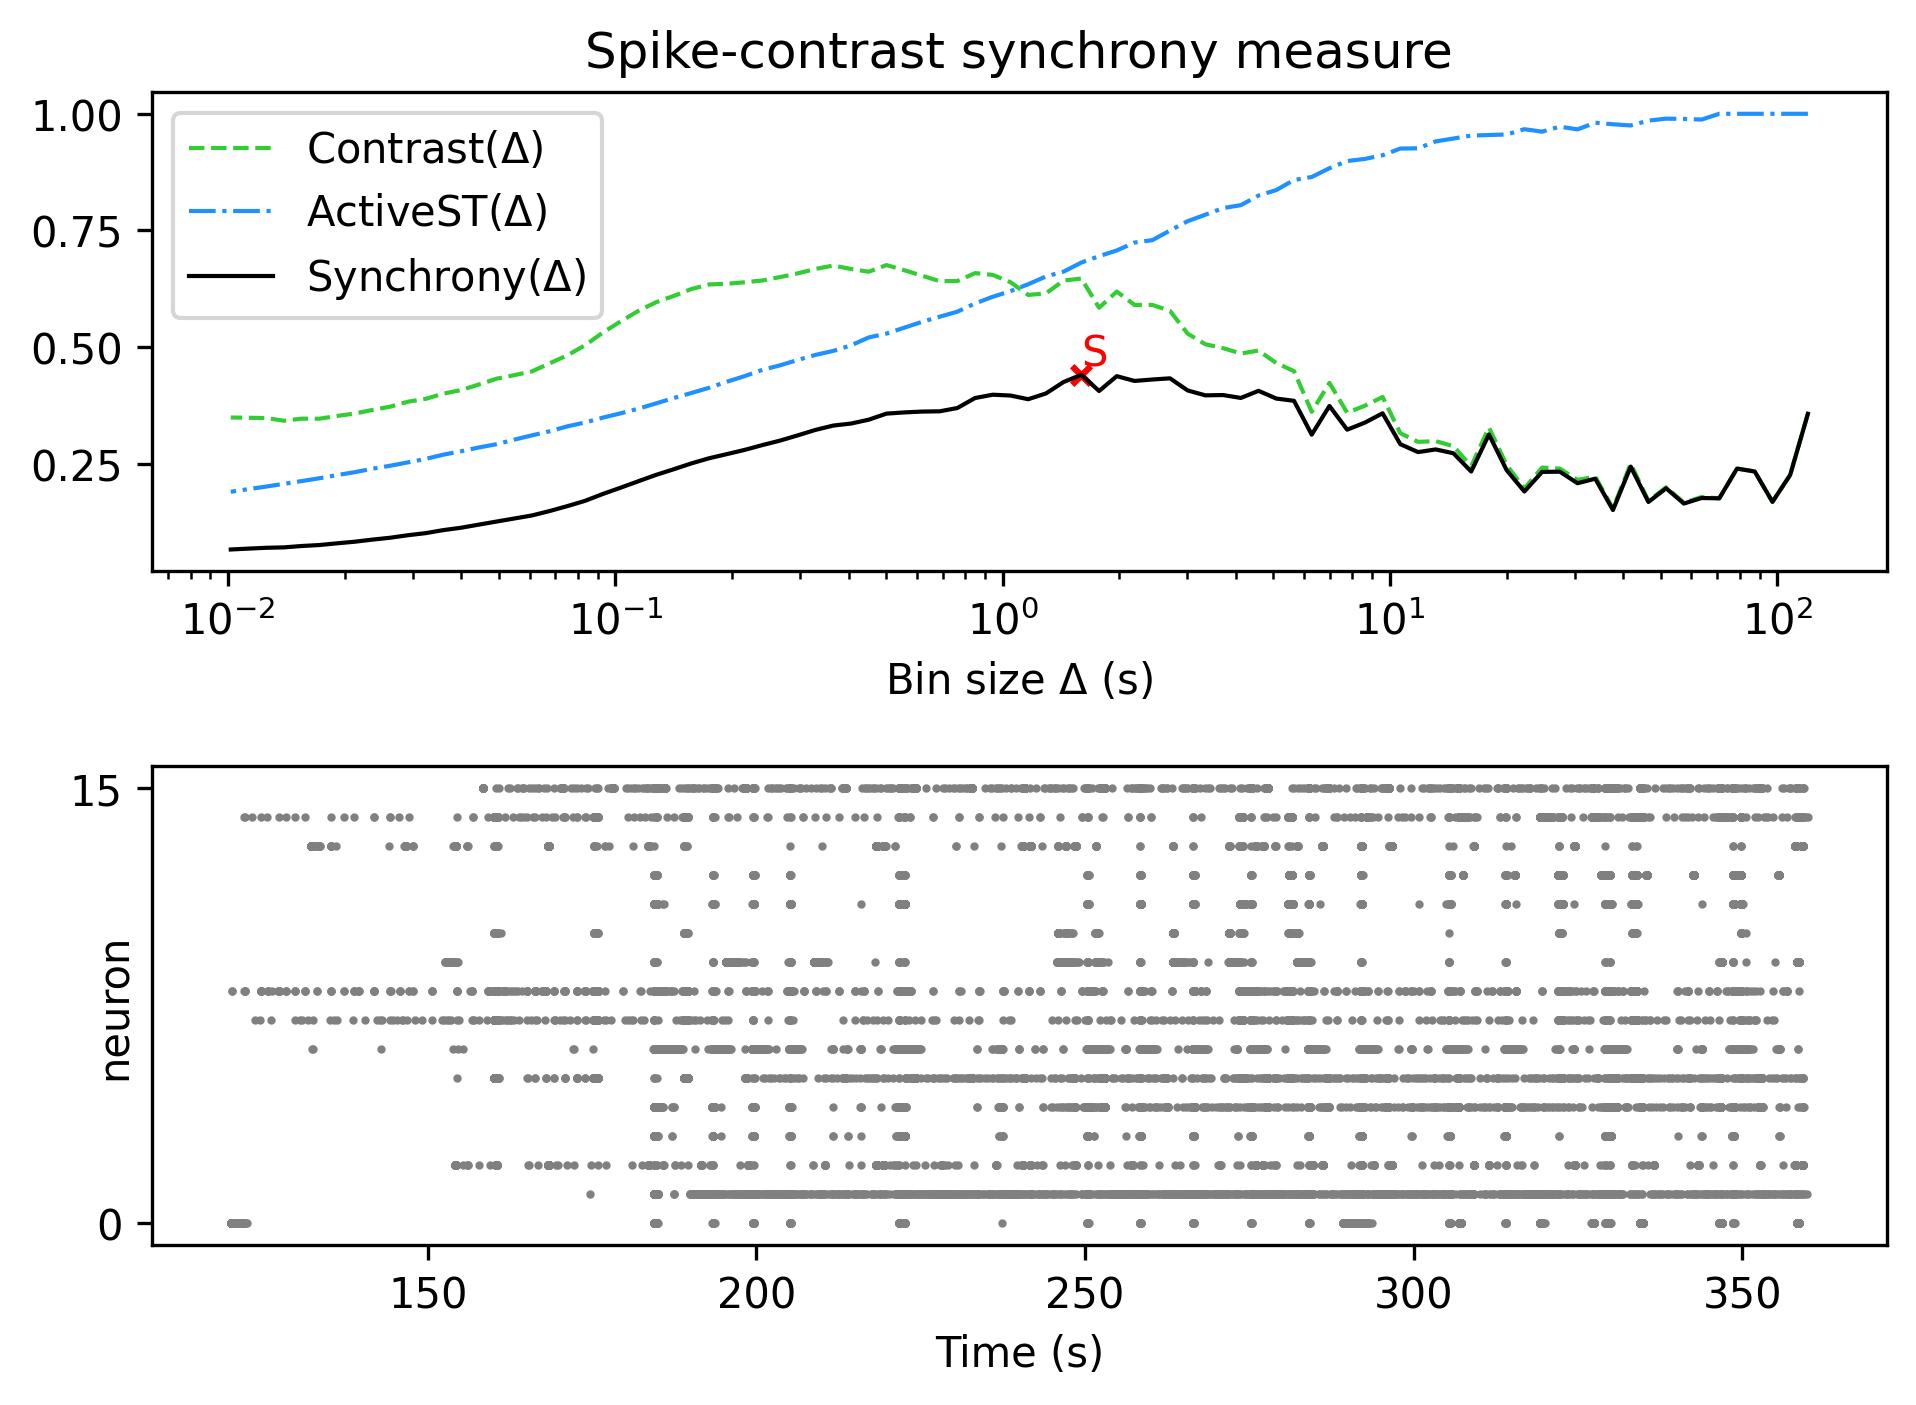 Spike-contrast synchrony measure
1.00
0.75
0.50
0.25
Contrast(Δ)
ActiveST(Δ)
Synchrony(Δ)
S
10⁻² 10⁻¹ 10⁰ 10¹ 10²
Bin size Δ (s)
15
neuron
0
150 200 250 300 350
Time (s)